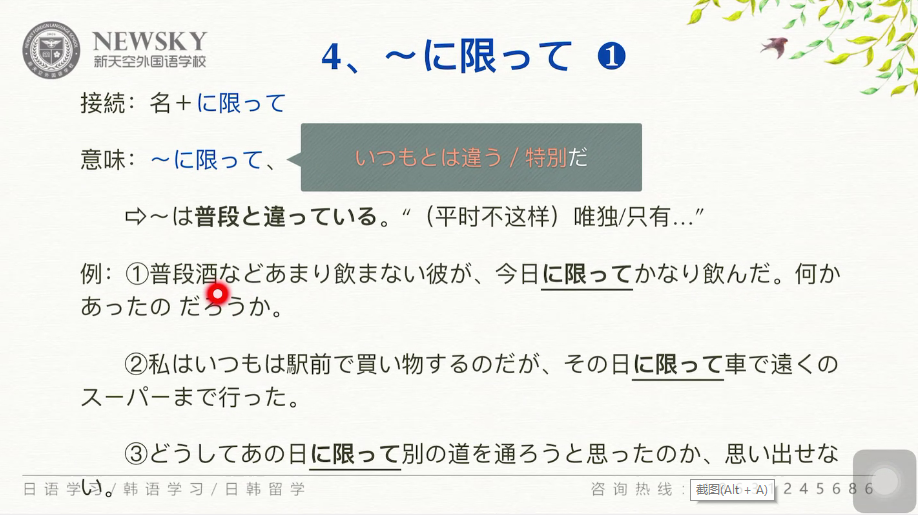 NEWSKY
新天空外国语学校
4、～に限って ❶
接続：名＋に限って
意味：～に限って、
いつもとは違う / 特別だ
⇨～は普段と違っている。“（平时不这样）唯独/只有…”
例：①普段酒などあまり飲まない彼が、今日に限ってかなり飲んだ。何か
あったの だろうか。
②私はいつもは駅前で買い物するのだが、その日に限って車で遠くの
スーパーまで行った。
③どうしてあの日に限って別の道を通ろうと思ったのか、思い出せな
い。
日语学习/韩语学习/日韩留学
咨询热线：
截图(Alt + A)
245686